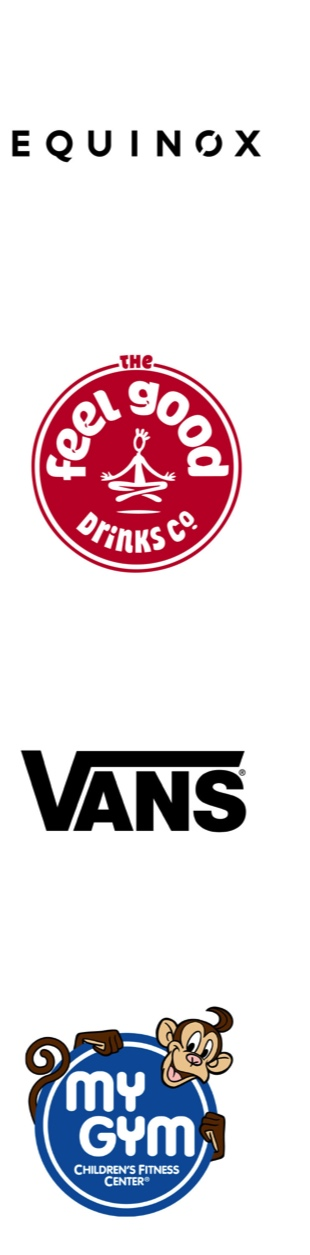 EQUINOX
THE
feel good
Drinks Co
VANS®
my
GYM
CHILDREN'S FITNESS
CENTER®